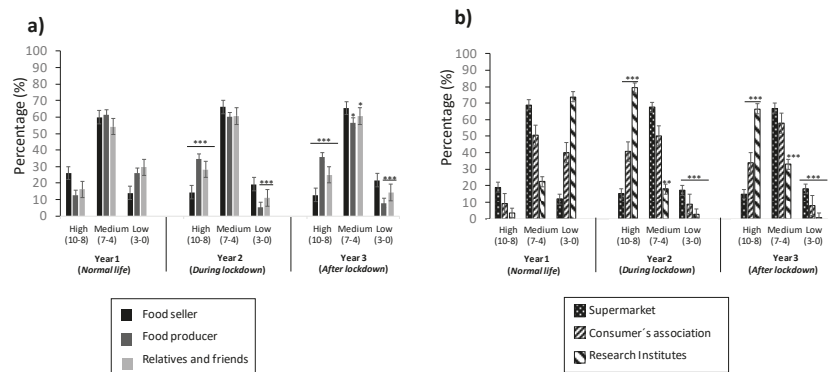 a)
Percentage (%)
100
90
80
70
60
50
40
30
20
10
0
***
***
***
*
*
***
High Medium Low High Medium Low High Medium Low
(10-8) (7-4) (3-0) (10-8) (7-4) (3-0) (10-8) (7-4) (3-0)
Year 1 Year 2 Year 3
(Normal life) (During lockdown) (After lockdown)
Food seller
Food producer
Relatives and friends
b)
Percentage (%)
100
90
80
70
60
50
40
30
20
10
0
***
**
***
***
***
***
High Medium Low High Medium Low High Medium Low
(10-8) (7-4) (3-0) (10-8) (7-4) (3-0) (10-8) (7-4) (3-0)
Year 1 Year 2 Year 3
(Normal life) (During lockdown) (After lockdown)
Supermarket
Consumer´s association
Research Institutes